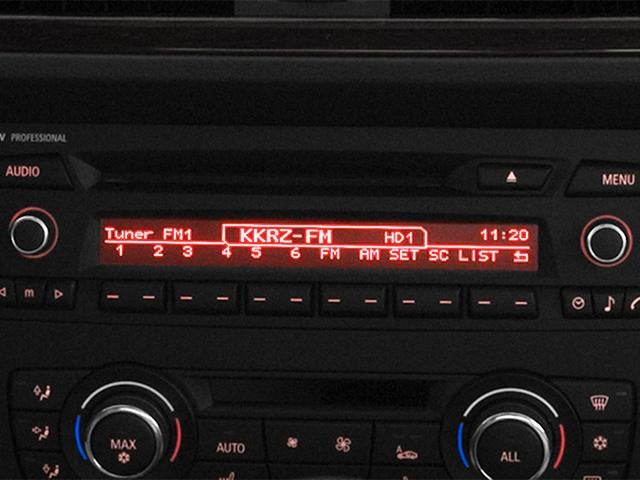 PROFESSIONAL
AUDIO
MENU
Tuner FM1 KKRZ-FM HD1 11:20
1 2 3 4 5 6 FM AM SET SC LIST
m
MAX
AUTO
ALL